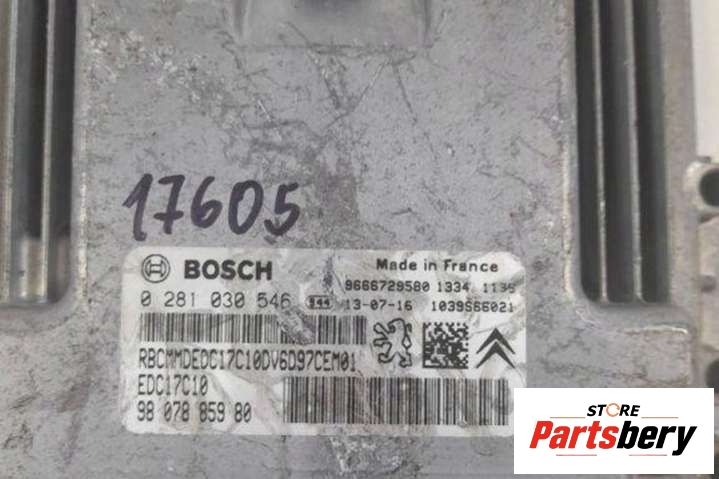 17605
BOSCH
Made in France
9666729580 1334 1135
0 281 030 546 944 13-07-16 1039S66021
RBCMMDEDC17C10DV6D97CEM01
EDC17C10
98 078 859 80
STORE
Partsbery